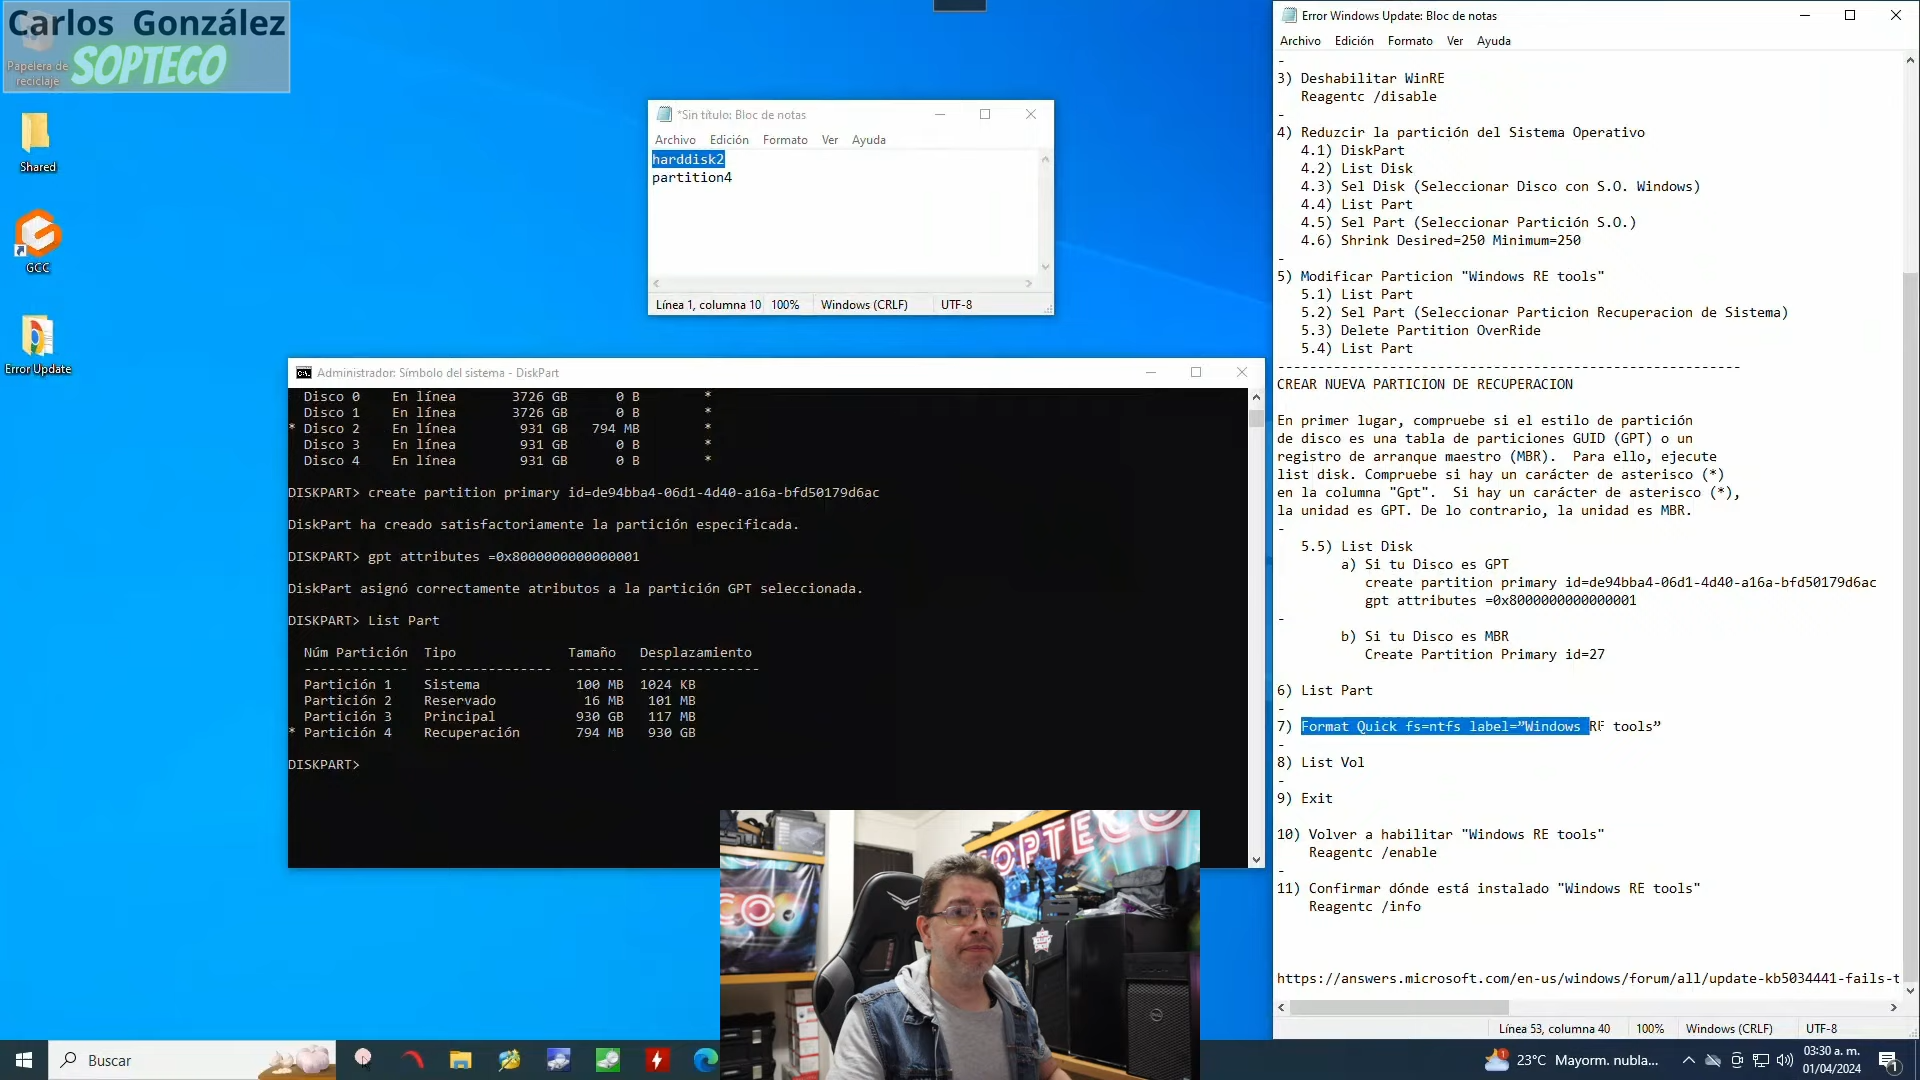 Carlos González
SOPTECO
Papelera de
reciclaje
Shared
GCC
Error Update
*Sin título: Bloc de notas
Archivo Edición Formato Ver Ayuda
harddisk2
partition4
Línea 1, columna 10 100% Windows (CRLF) UTF-8
Administrador: Símbolo del sistema - DiskPart
Disco 0 En línea 3726 GB 0 B *
Disco 1 En línea 3726 GB 0 B *
* Disco 2 En línea 931 GB 794 MB *
Disco 3 En línea 931 GB 0 B *
Disco 4 En línea 931 GB 0 B *
DISKPART> create partition primary id=de94bba4-06d1-4d40-a16a-bfd50179d6ac
DiskPart ha creado satisfactoriamente la partición especificada.
DISKPART> gpt attributes =0x8000000000000001
DiskPart asignó correctamente atributos a la partición GPT seleccionada.
DISKPART> List Part
Núm Partición Tipo Tamaño Desplazamiento
------------- ---------------- ------- ---------------
Partición 1 Sistema 100 MB 1024 KB
Partición 2 Reservado 16 MB 101 MB
Partición 3 Principal 930 GB 117 MB
* Partición 4 Recuperación 794 MB 930 GB
DISKPART>
SOPTECO
Error Windows Update: Bloc de notas
Archivo Edición Formato Ver Ayuda
-
3) Deshabilitar WinRE
Reagentc /disable
-
4) Reduzcir la partición del Sistema Operativo
4.1) DiskPart
4.2) List Disk
4.3) Sel Disk (Seleccionar Disco con S.O. Windows)
4.4) List Part
4.5) Sel Part (Seleccionar Partición S.O.)
4.6) Shrink Desired=250 Minimum=250
-
5) Modificar Particion "Windows RE tools"
5.1) List Part
5.2) Sel Part (Seleccionar Particion Recuperacion de Sistema)
5.3) Delete Partition OverRide
5.4) List Part
----------------------------------------------------------
CREAR NUEVA PARTICION DE RECUPERACION
En primer lugar, compruebe si el estilo de partición
de disco es una tabla de particiones GUID (GPT) o un
registro de arranque maestro (MBR). Para ello, ejecute
list disk. Compruebe si hay un carácter de asterisco (*)
en la columna "Gpt". Si hay un carácter de asterisco (*),
la unidad es GPT. De lo contrario, la unidad es MBR.
-
5.5) List Disk
a) Si tu Disco es GPT
create partition primary id=de94bba4-06d1-4d40-a16a-bfd50179d6ac
gpt attributes =0x8000000000000001
-
b) Si tu Disco es MBR
Create Partition Primary id=27
6) List Part
-
7) Format Quick fs=ntfs label=”Windows RE tools”
-
8) List Vol
-
9) Exit
10) Volver a habilitar "Windows RE tools"
Reagentc /enable
-
11) Confirmar dónde está instalado "Windows RE tools"
Reagentc /info
https://answers.microsoft.com/en-us/windows/forum/all/update-kb5034441-fails-t
Línea 53, columna 40 100% Windows (CRLF) UTF-8
Buscar
23°C Mayorm. nubla...
03:30 a. m.
01/04/2024